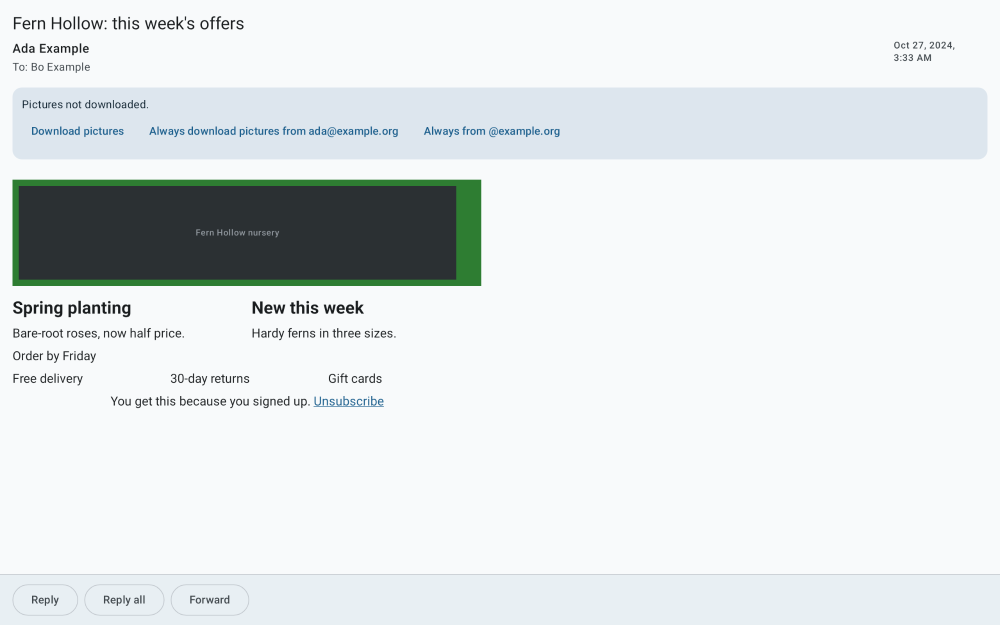 Fern Hollow: this week's offers
Ada Example
To: Bo Example
Oct 27, 2024,
3:33 AM
Pictures not downloaded.
Download pictures
Always download pictures from ada@example.org
Always from @example.org
Fern Hollow nursery
Spring planting
Bare-root roses, now half price.
New this week
Hardy ferns in three sizes.
Order by Friday
Free delivery
30-day returns
Gift cards
You get this because you signed up. Unsubscribe
Reply
Reply all
Forward